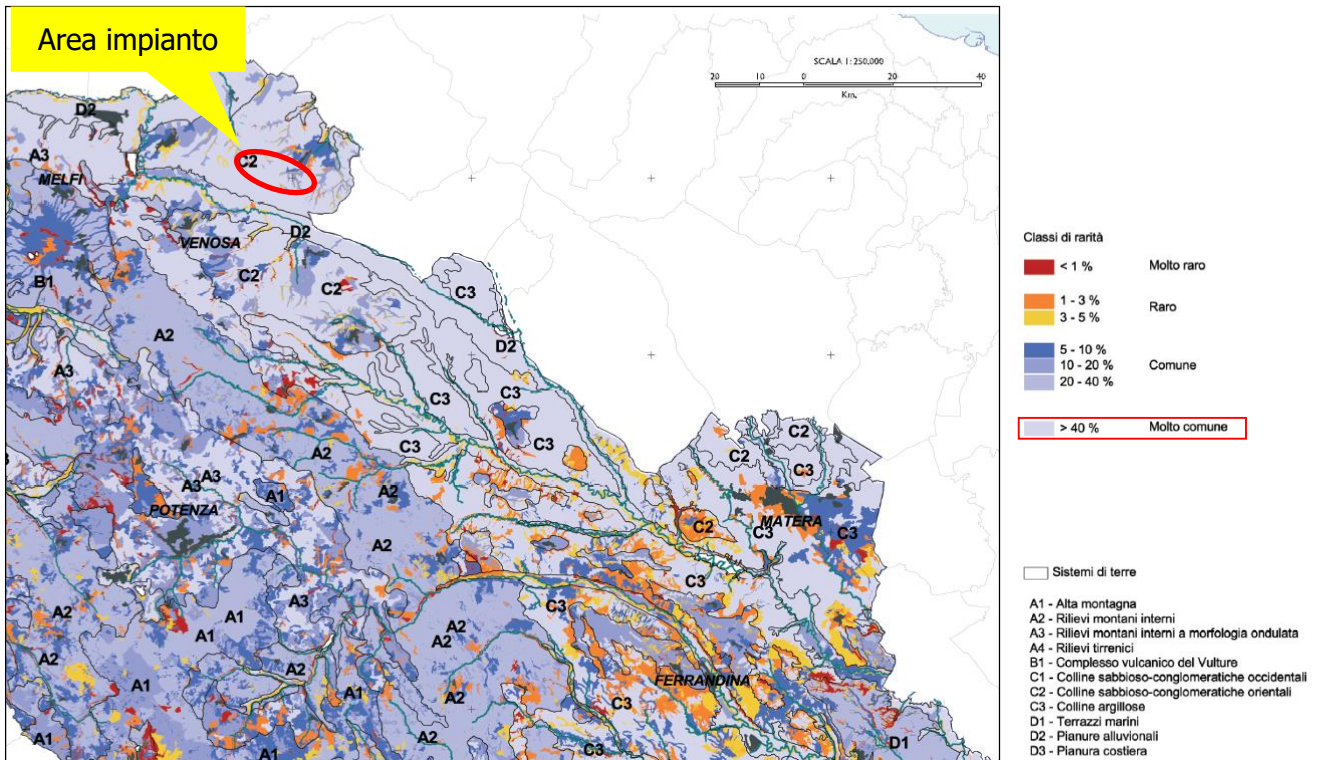 Area impianto
SCALA 1: 250,000
20 10 0 20 40
Km.
D2
A3
MELFI
C2
VENOSA
D2
C2
C2
B1
C3
A2
D2
A3
C3
C3
C3
C3
A2
C2
C2
C3
A3
A3
A1
A2
POTENZA
C2
MATERA
C3
C3
A2
C3
A2
A3
A1
A1
C3
A2
A2
A2
A2
A1
A1
A2
FERRANDINA
C3
A1
A1
A2
C3
D1
Classi di rarità
< 1 % Molto raro
1 - 3 %
Raro
3 - 5 %
5 - 10 %
10 - 20 % Comune
20 - 40 %
> 40 % Molto comune
Sistemi di terre
A1 - Alta montagna
A2 - Rilievi montani interni
A3 - Rilievi montani interni a morfologia ondulata
A4 - Rilievi tirrenici
B1 - Complesso vulcanico del Vulture
C1 - Colline sabbioso-conglomeratiche occidentali
C2 - Colline sabbioso-conglomeratiche orientali
C3 - Colline argillose
D1 - Terrazzi marini
D2 - Pianure alluvionali
D3 - Pianura costiera